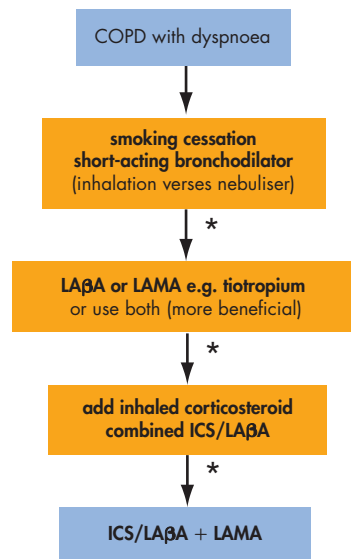 COPD with dyspnoea
smoking cessation
short-acting bronchodilator
(inhalation verses nebuliser)
*
LAβA or LAMA e.g. tiotropium
or use both (more beneficial)
*
add inhaled corticosteroid
combined ICS/LAβA
*
ICS/LAβA + LAMA